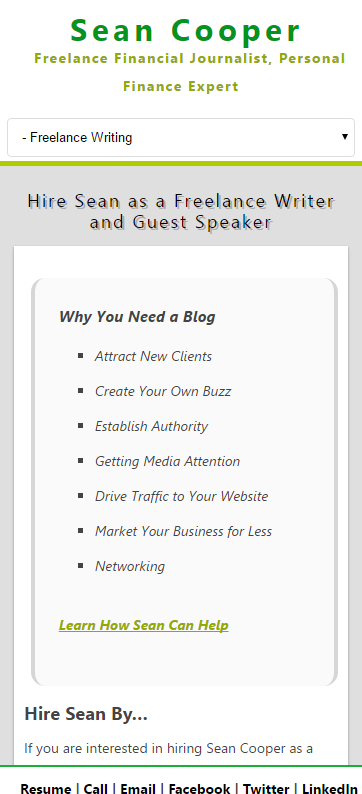 Sean Cooper
Freelance Financial Journalist, Personal
Finance Expert
- Freelance Writing
Hire Sean as a Freelance Writer
and Guest Speaker
Why You Need a Blog
Attract New Clients
Create Your Own Buzz
Establish Authority
Getting Media Attention
Drive Traffic to Your Website
Market Your Business for Less
Networking
Learn How Sean Can Help
Hire Sean By...
If you are interested in hiring Sean Cooper as a
Resume | Call | Email | Facebook | Twitter | LinkedIn